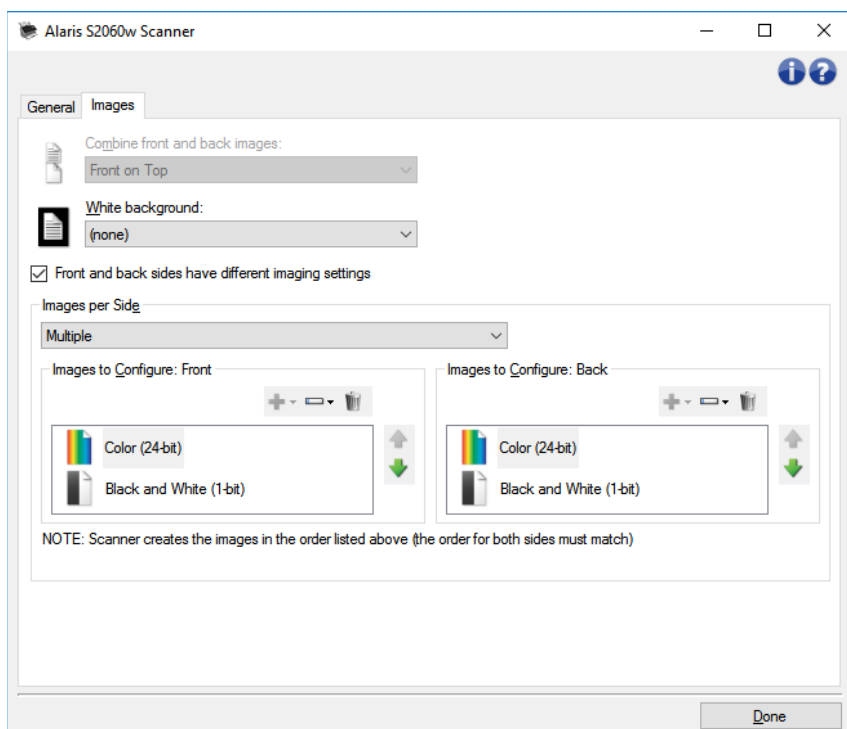 Alaris S2060w Scanner
General Images
Combine front and back images:
Front on Top
White background:
(none)
Front and back sides have different imaging settings
Images per Side
Multiple
Images to Configure: Front
Images to Configure: Back
Color (24-bit)
Black and White (1-bit)
Color (24-bit)
Black and White (1-bit)
NOTE: Scanner creates the images in the order listed above (the order for both sides must match)
Done